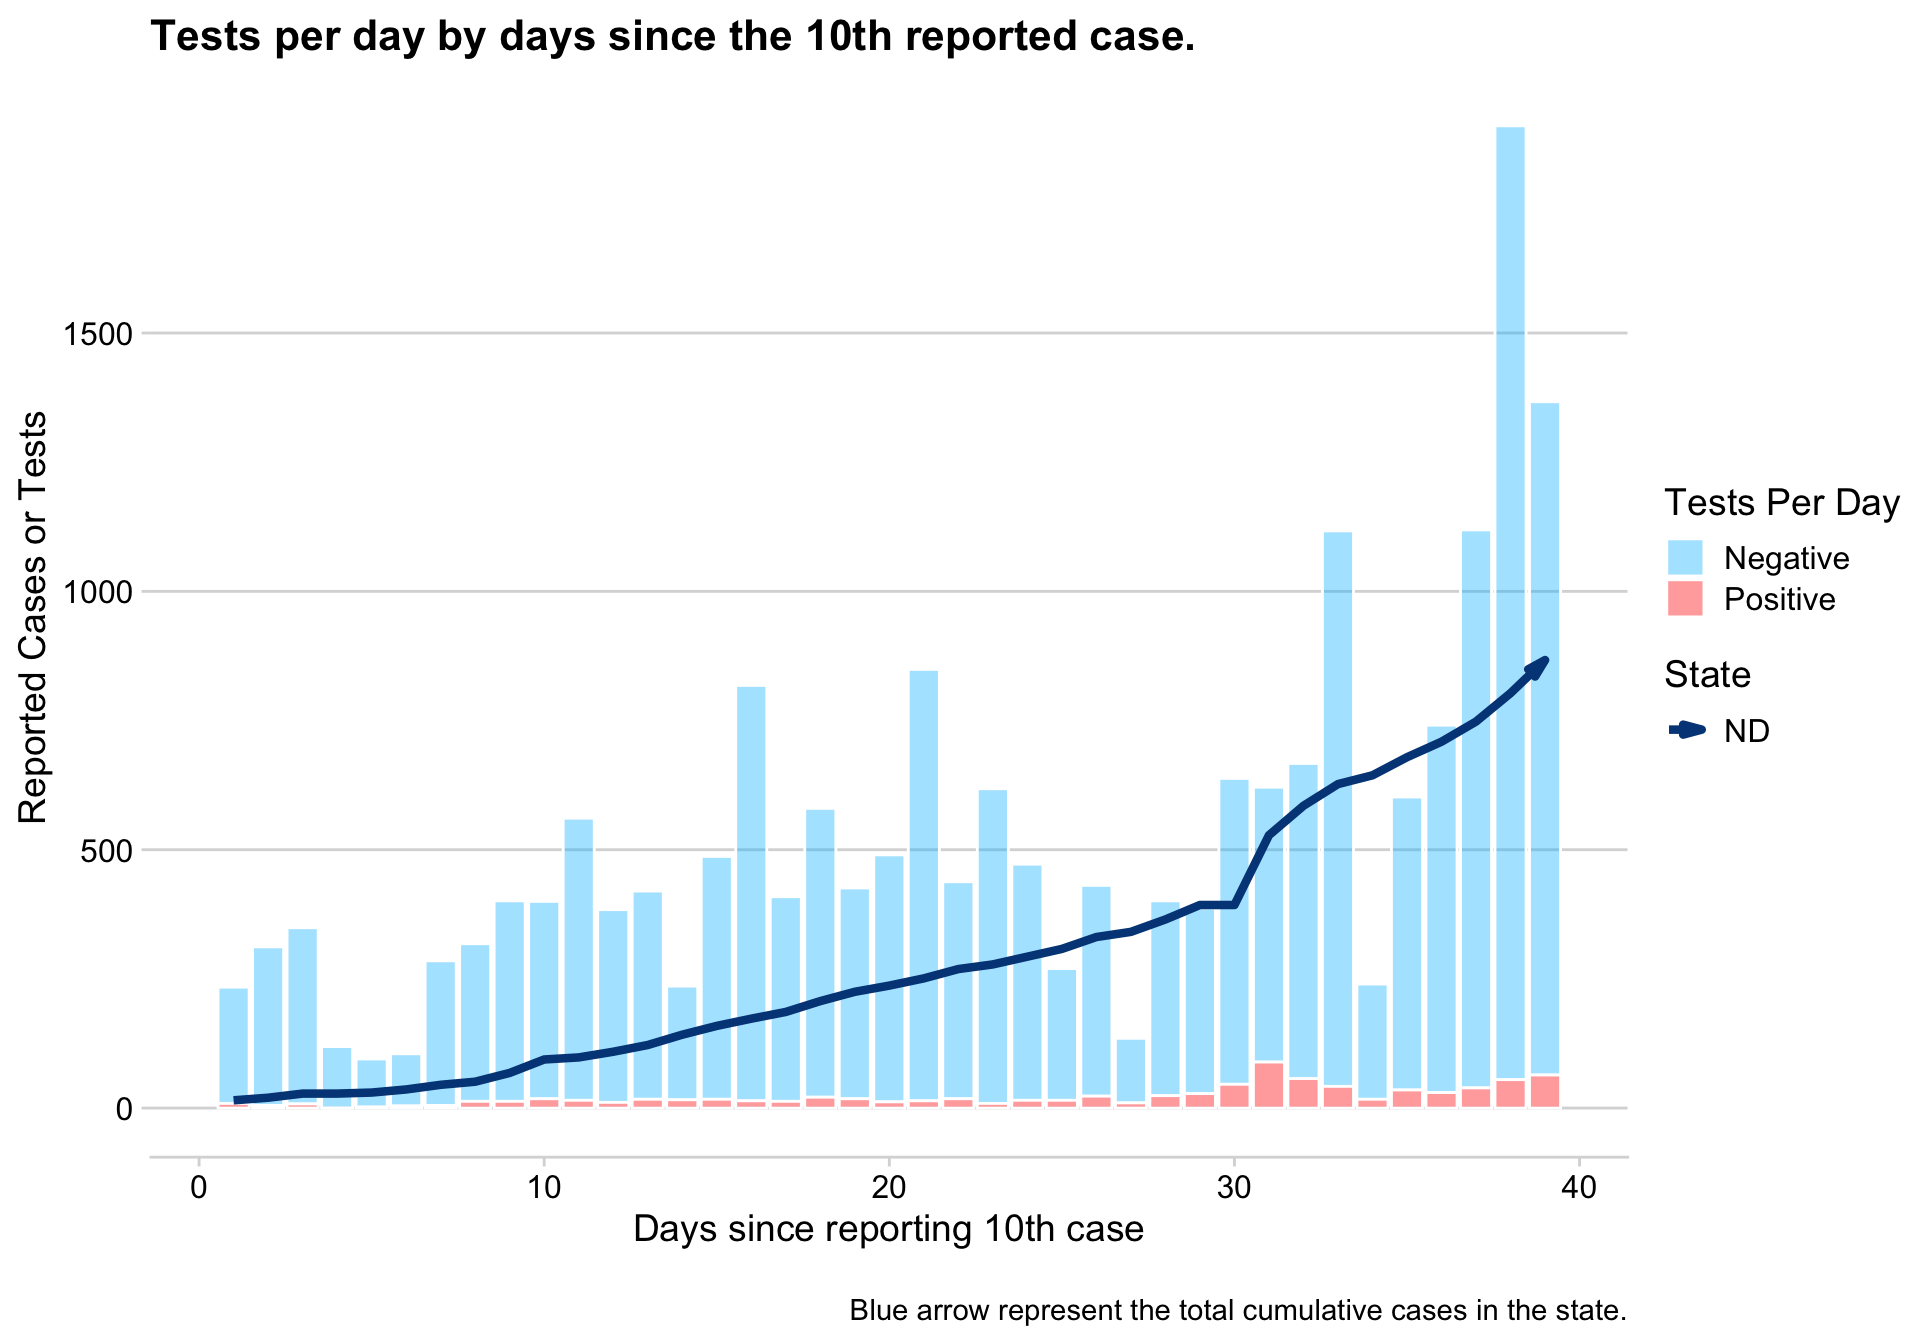 Tests per day by days since the 10th reported case.
Reported Cases or Tests
1500
1000
500
0
0 10 20 30 40
Days since reporting 10th case
Tests Per Day
Negative
Positive
State
ND
Blue arrow represent the total cumulative cases in the state.